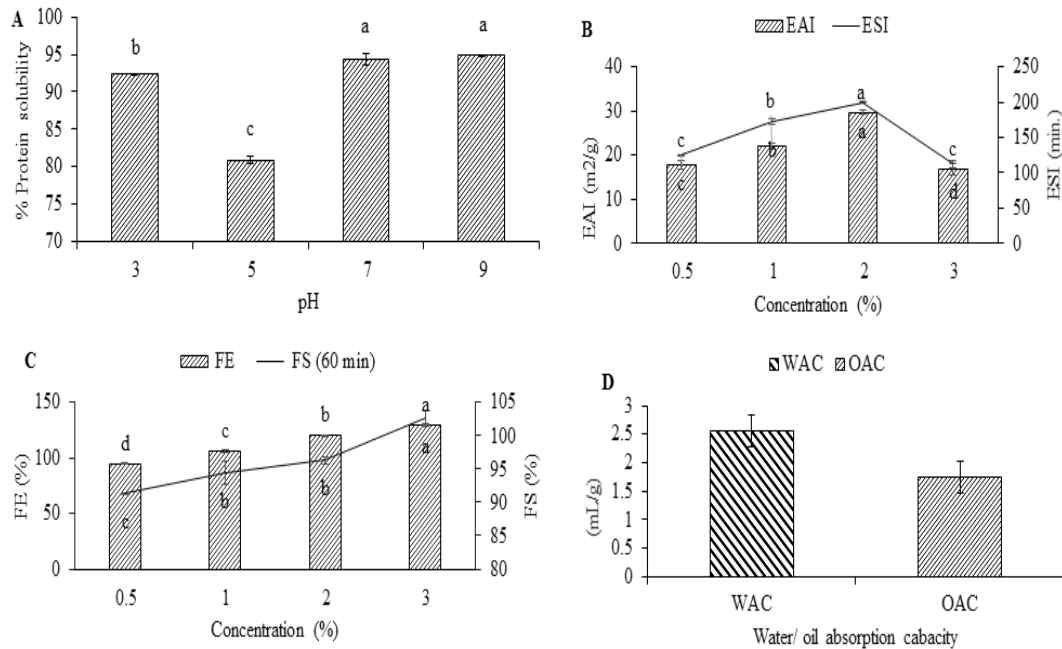 A
% Protein solubility
100
95
90
85
80
75
70
b
c
a
a
3 5 7 9
pH
B
EAI ESI
EAI (m2/g)
40
30
20
10
0
c
b
a
c
c
b
a
d
250
200
150
100
50
0
ESI (min.)
0.5 1 2 3
Concentration (%)
C
FE FS (60 min)
FE (%)
150
100
50
0
d
c
b
a
c
b
b
a
105
100
95
90
85
80
FS (%)
0.5 1 2 3
Concentration (%)
D
WAC OAC
(mL/g)
3
2.5
2
1.5
1
0.5
0
WAC OAC
Water/ oil absorption cabacity